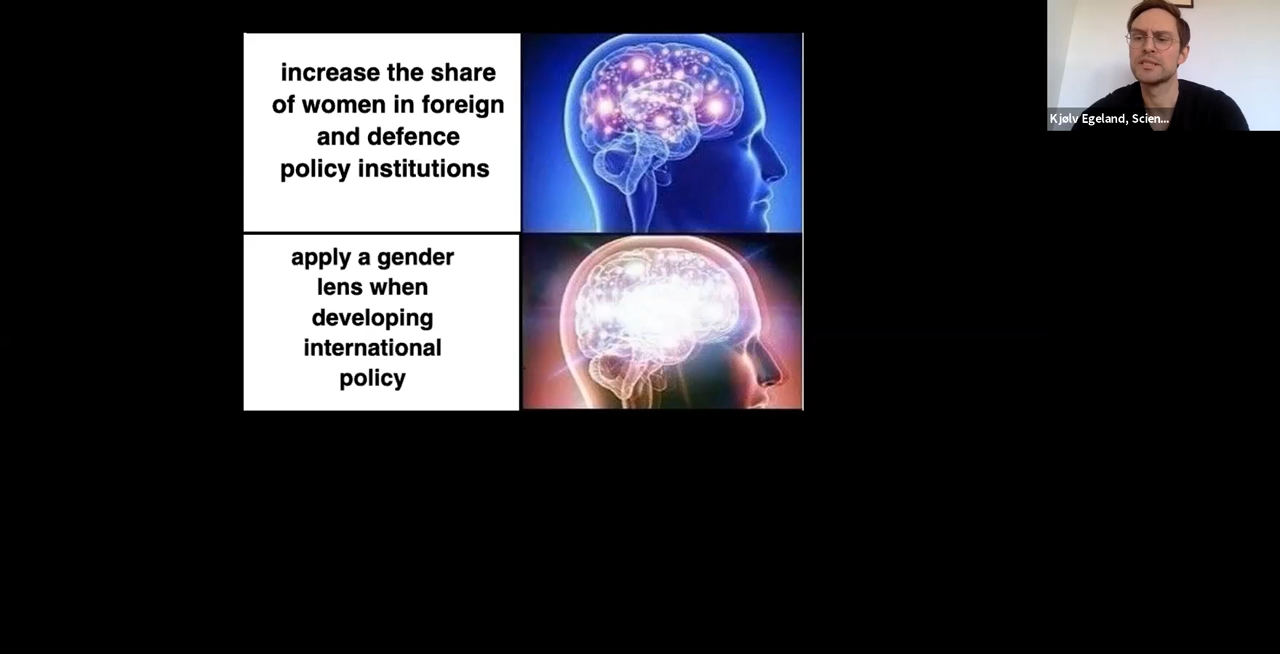 increase the share
of women in foreign
and defence
policy institutions
apply a gender
lens when
developing
international
policy
Kjølv Egeland, Scien...